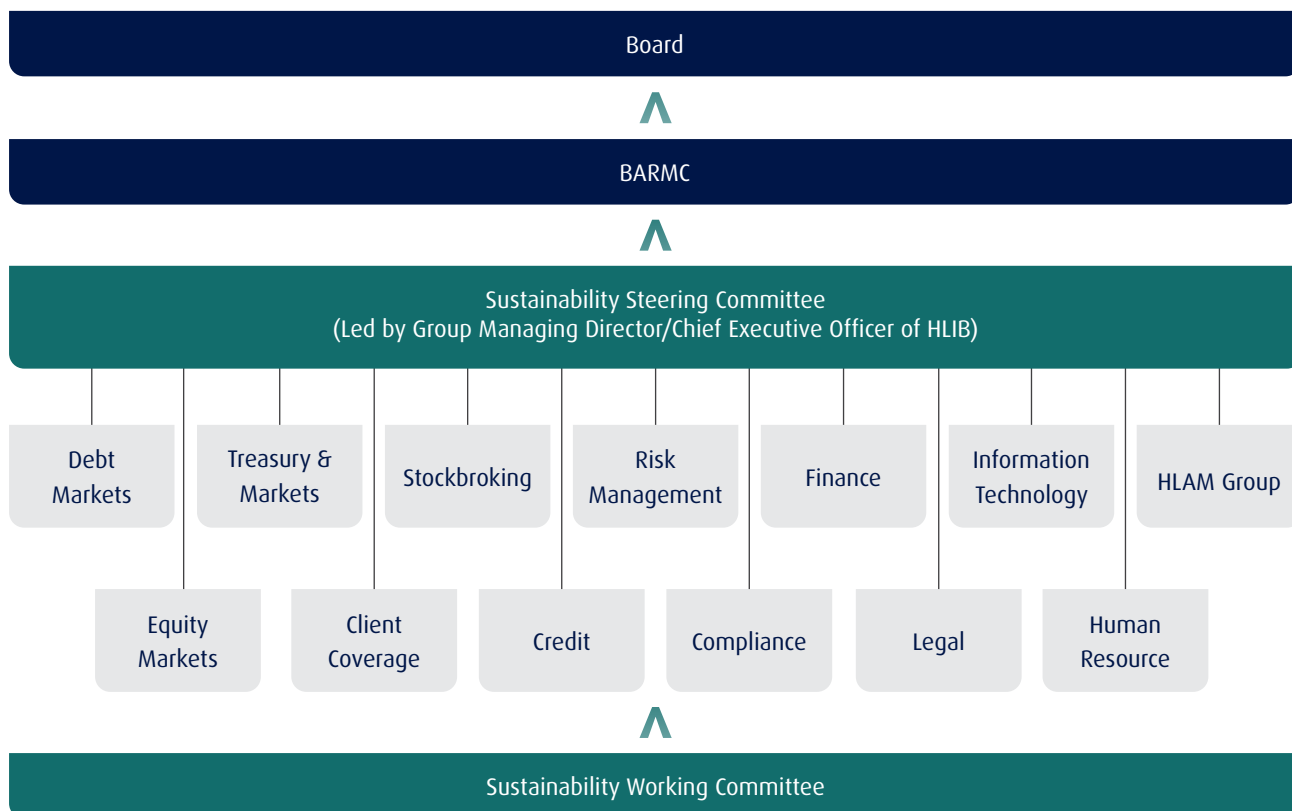 Board
BARMC
Sustainability Steering Committee
(Led by Group Managing Director/Chief Executive Officer of HLIB)
Debt
Markets
Treasury &
Markets
Stockbroking
Risk
Management
Finance
Information
Technology
HLAM Group
Equity
Markets
Client
Coverage
Credit
Compliance
Legal
Human
Resource
Sustainability Working Committee